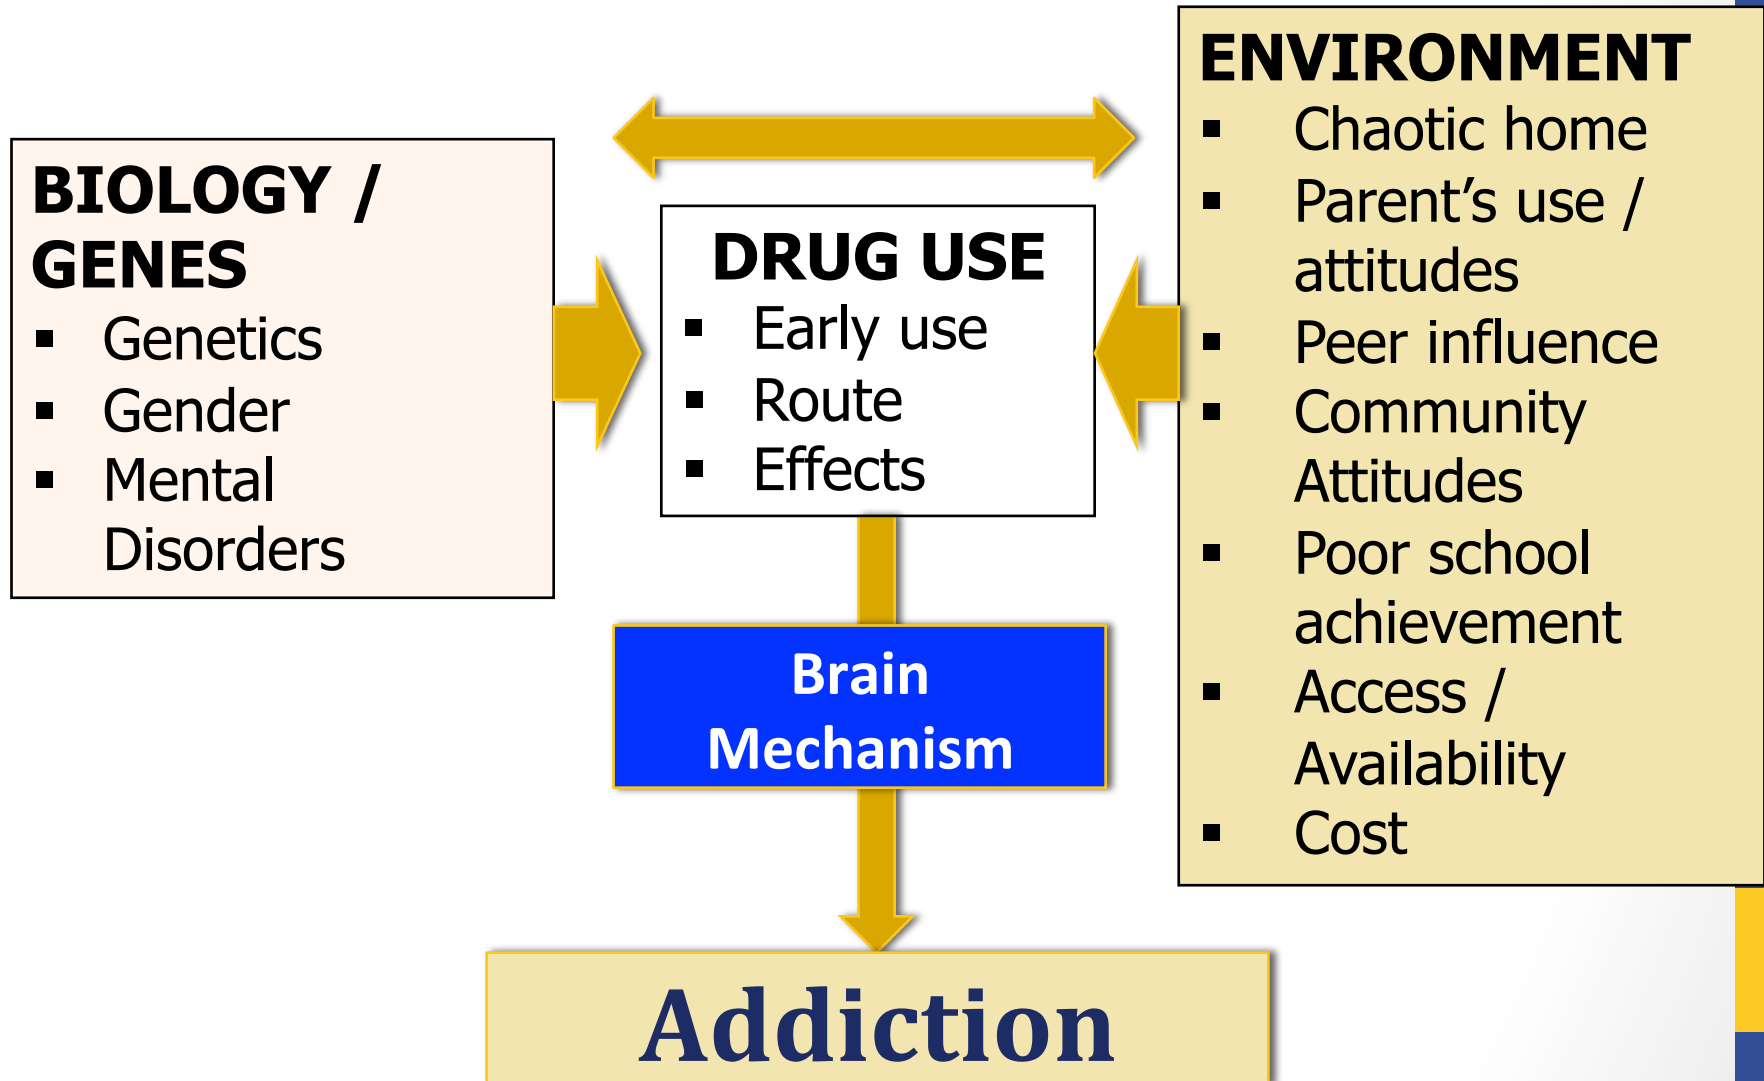 BIOLOGY /
GENES
▪ Genetics
▪ Gender
▪ Mental
Disorders
DRUG USE
▪ Early use
▪ Route
▪ Effects
ENVIRONMENT
▪ Chaotic home
▪ Parent’s use /
attitudes
▪ Peer influence
▪ Community
Attitudes
▪ Poor school
achievement
▪ Access /
Availability
▪ Cost
Brain
Mechanism
Addiction